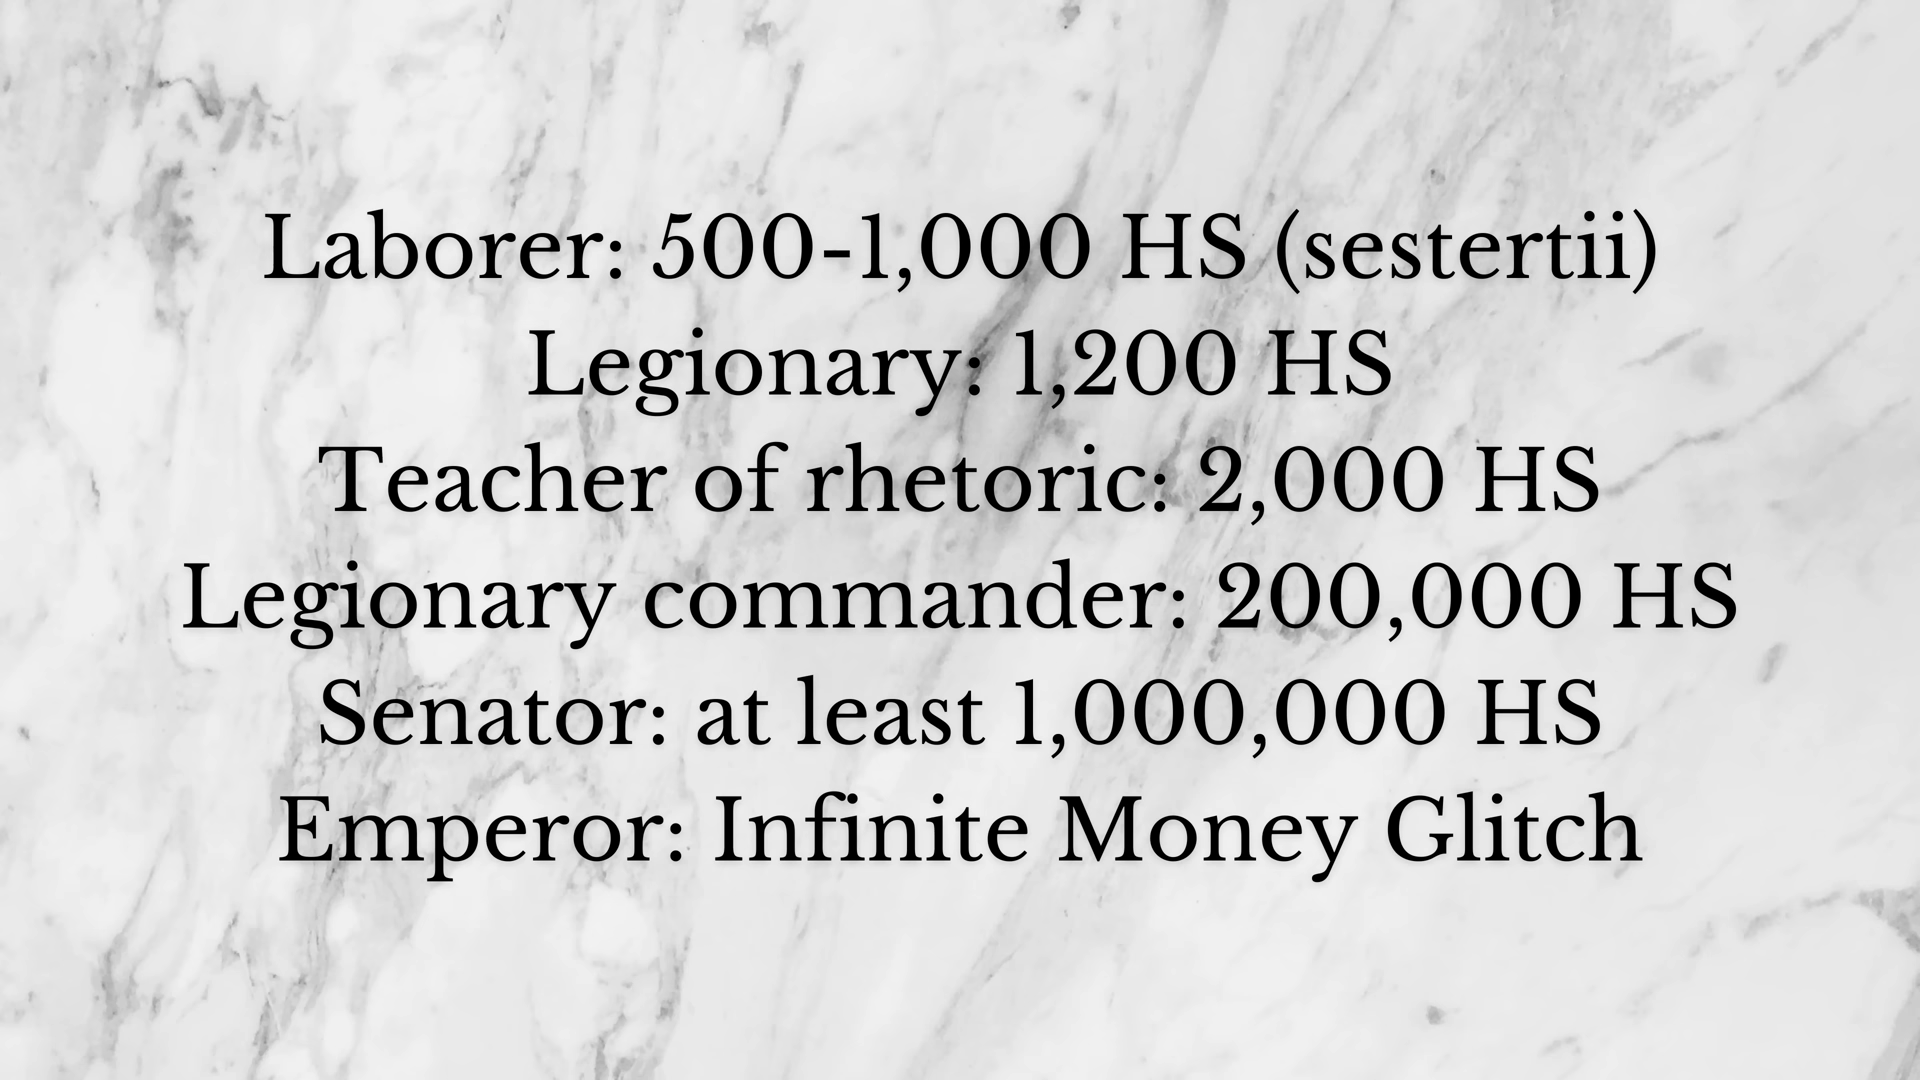 Laborer: 500-1,000 HS (sestertii)
Legionary: 1,200 HS
Teacher of rhetoric: 2,000 HS
Legionary commander: 200,000 HS
Senator: at least 1,000,000 HS
Emperor: Infinite Money Glitch